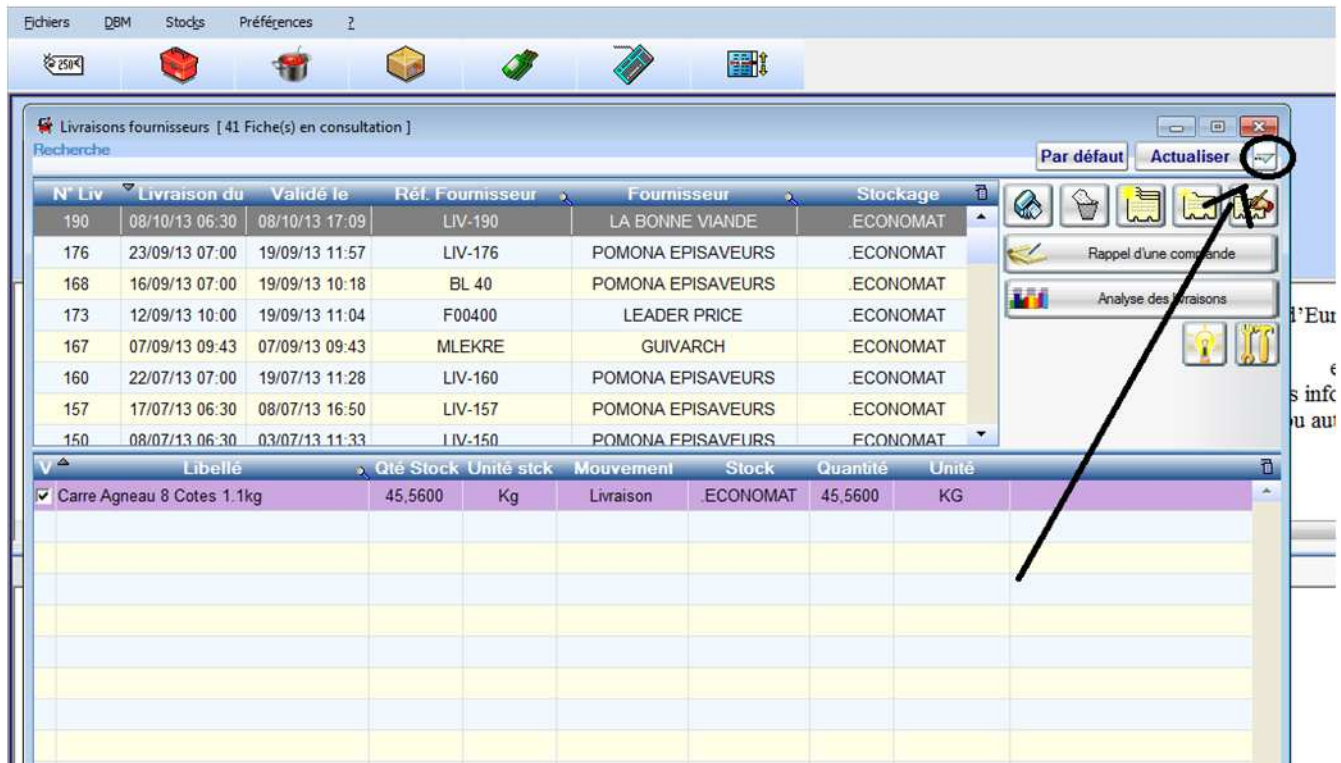 Fichiers DBM Stocks Préférences ?
250€
Livraisons fournisseurs [ 41 Fiche(s) en consultation ]
Recherche
Par défaut Actualiser
N° Liv Livraison du Validé le Réf. Fournisseur Fournisseur Stockage
190 08/10/13 06:30 08/10/13 17:09 LIV-190 LA BONNE VIANDE .ECONOMAT
176 23/09/13 07:00 19/09/13 11:57 LIV-176 POMONA EPISAVEURS .ECONOMAT
Rappel d'une commande
168 16/09/13 07:00 19/09/13 10:18 BL 40 POMONA EPISAVEURS .ECONOMAT
Analyse des livraisons
173 12/09/13 10:00 19/09/13 11:04 F00400 LEADER PRICE .ECONOMAT
d'Eur
167 07/09/13 09:43 07/09/13 09:43 MLEKRE GUIVARCH .ECONOMAT
160 22/07/13 07:00 19/07/13 11:28 LIV-160 POMONA EPISAVEURS .ECONOMAT
e
157 17/07/13 06:30 08/07/13 16:50 LIV-157 POMONA EPISAVEURS .ECONOMAT
s info
150 08/07/13 06:30 03/07/13 11:33 LIV-150 POMONA EPISAVEURS ECONOMAT
ou aut
V Libellé Qté Stock Unité stck Mouvement Stock Quantité Unité
Carre Agneau 8 Cotes 1.1kg 45,5600 Kg Livraison .ECONOMAT 45,5600 KG